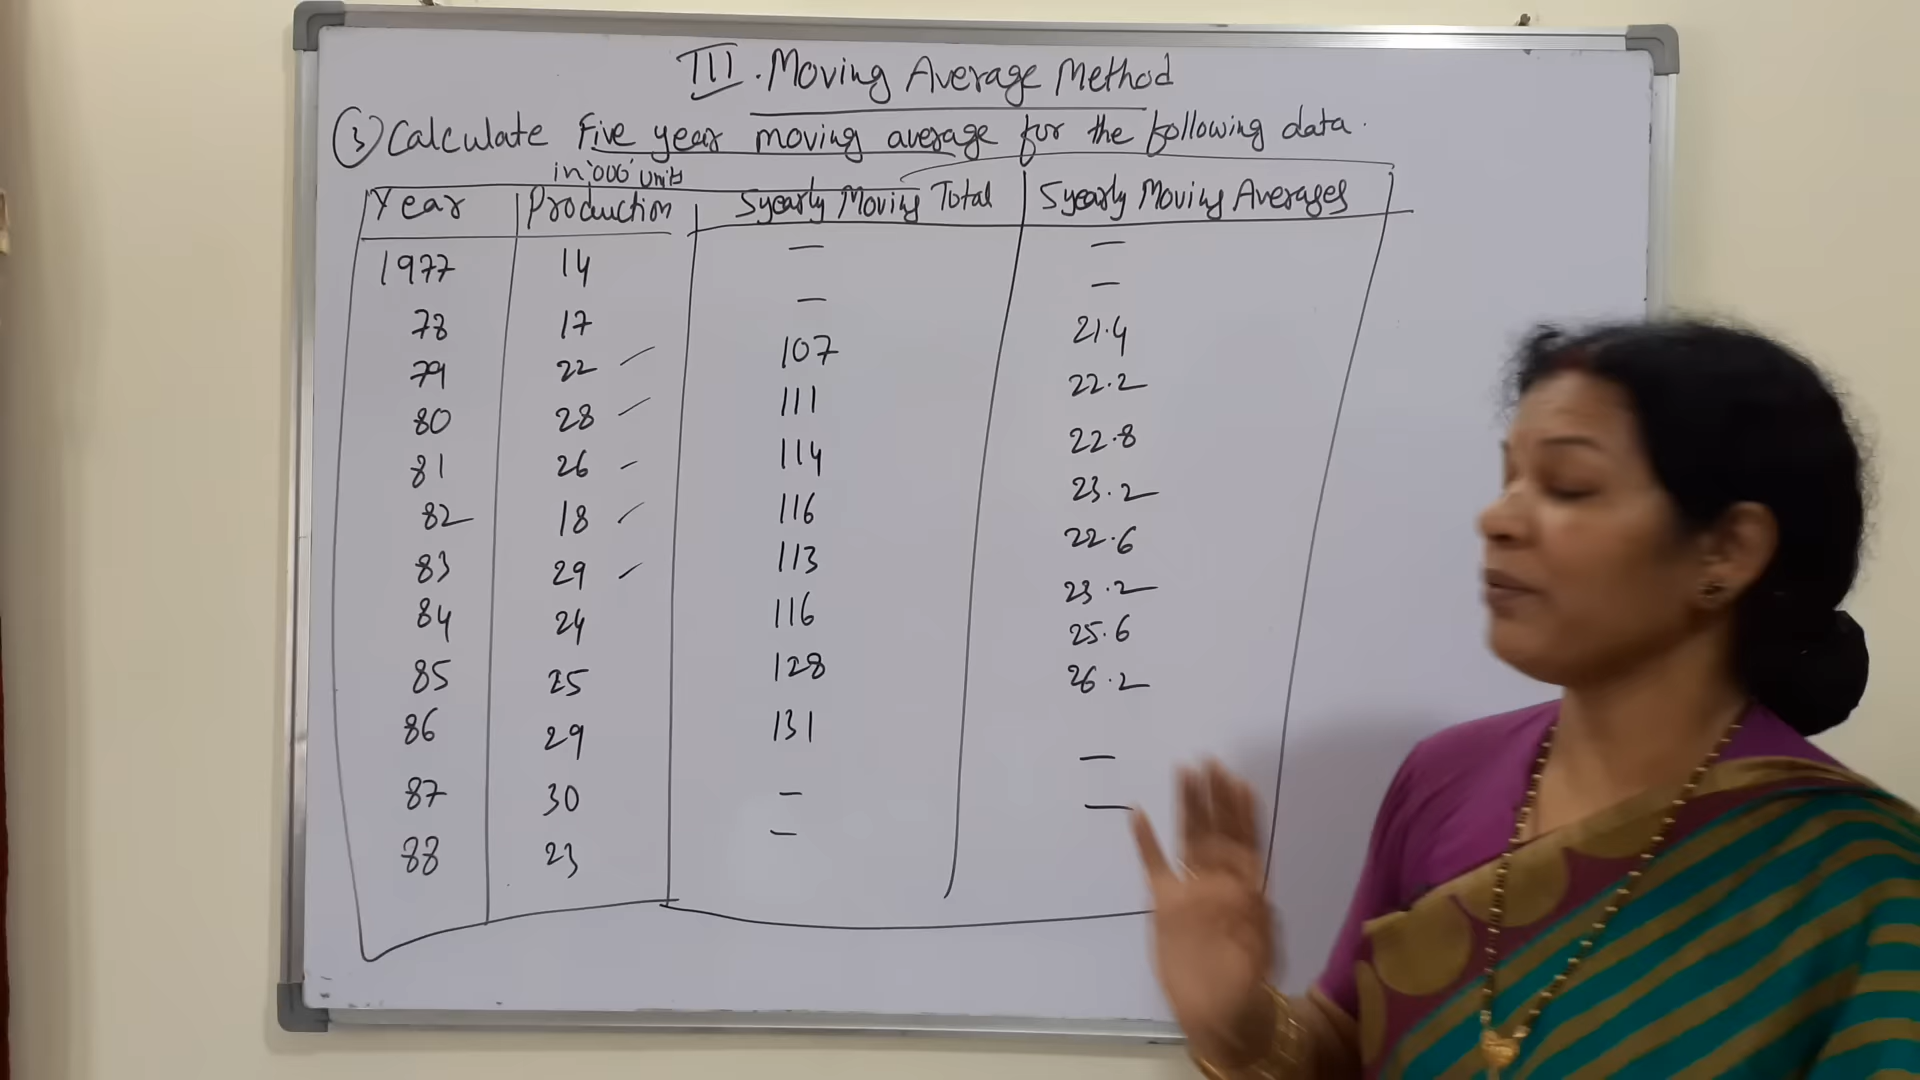 III. Moving Average Method
(3) Calculate Five year moving average for the following data.
in '000' units
Year Production 5yearly Moving Total 5yearly Moving Averages
1977 14 — —
78 17 — —
79 22 107 21.4
80 28 111 22.2
81 26 114 22.8
82 18 116 23.2
83 29 113 22.6
84 24 116 23.2
85 25 128 25.6
86 29 131 26.2
87 30 — —
88 23 — —